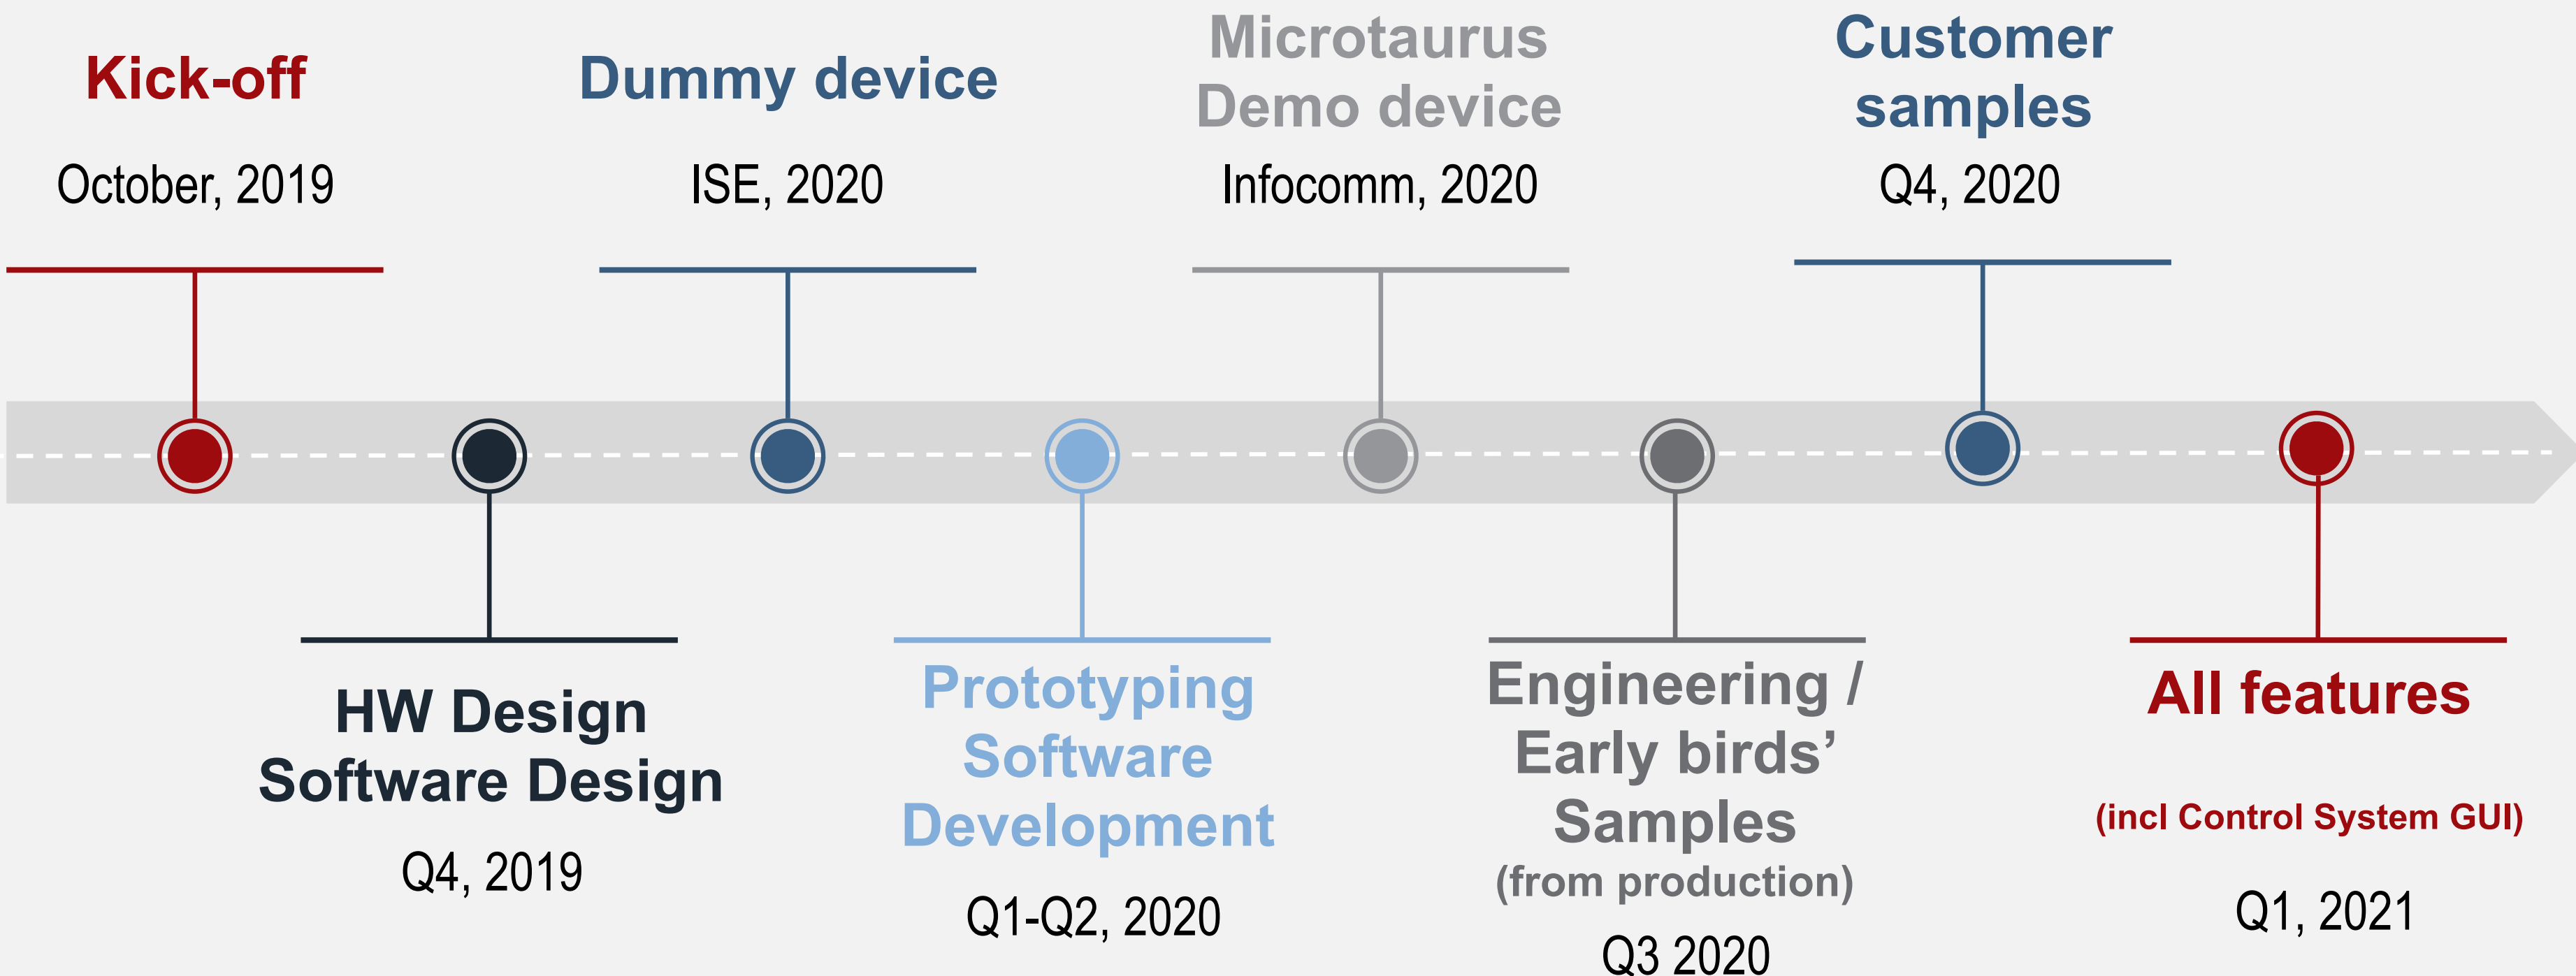 Kick-off
October, 2019
Dummy device
ISE, 2020
Microtaurus
Demo device
Infocomm, 2020
Customer
samples
Q4, 2020
HW Design
Software Design
Q4, 2019
Prototyping
Software
Development
Q1-Q2, 2020
Engineering /
Early birds’
Samples
(from production)
Q3 2020
All features
(incl Control System GUI)
Q1, 2021